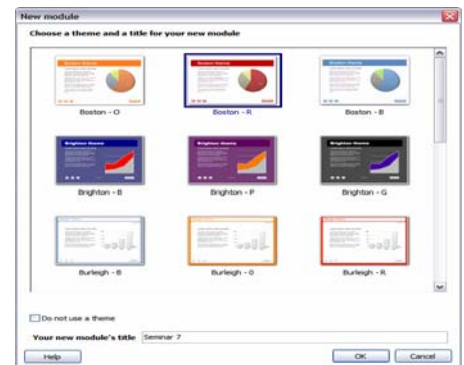 New module
Choose a theme and a title for your new module
Boston - O
Boston - R
Boston - B
Brighton - B
Brighton - P
Brighton - G
Burleigh - B
Burleigh - O
Burleigh - R
Do not use a theme
Your new module's title Seminar 7
Help OK Cancel